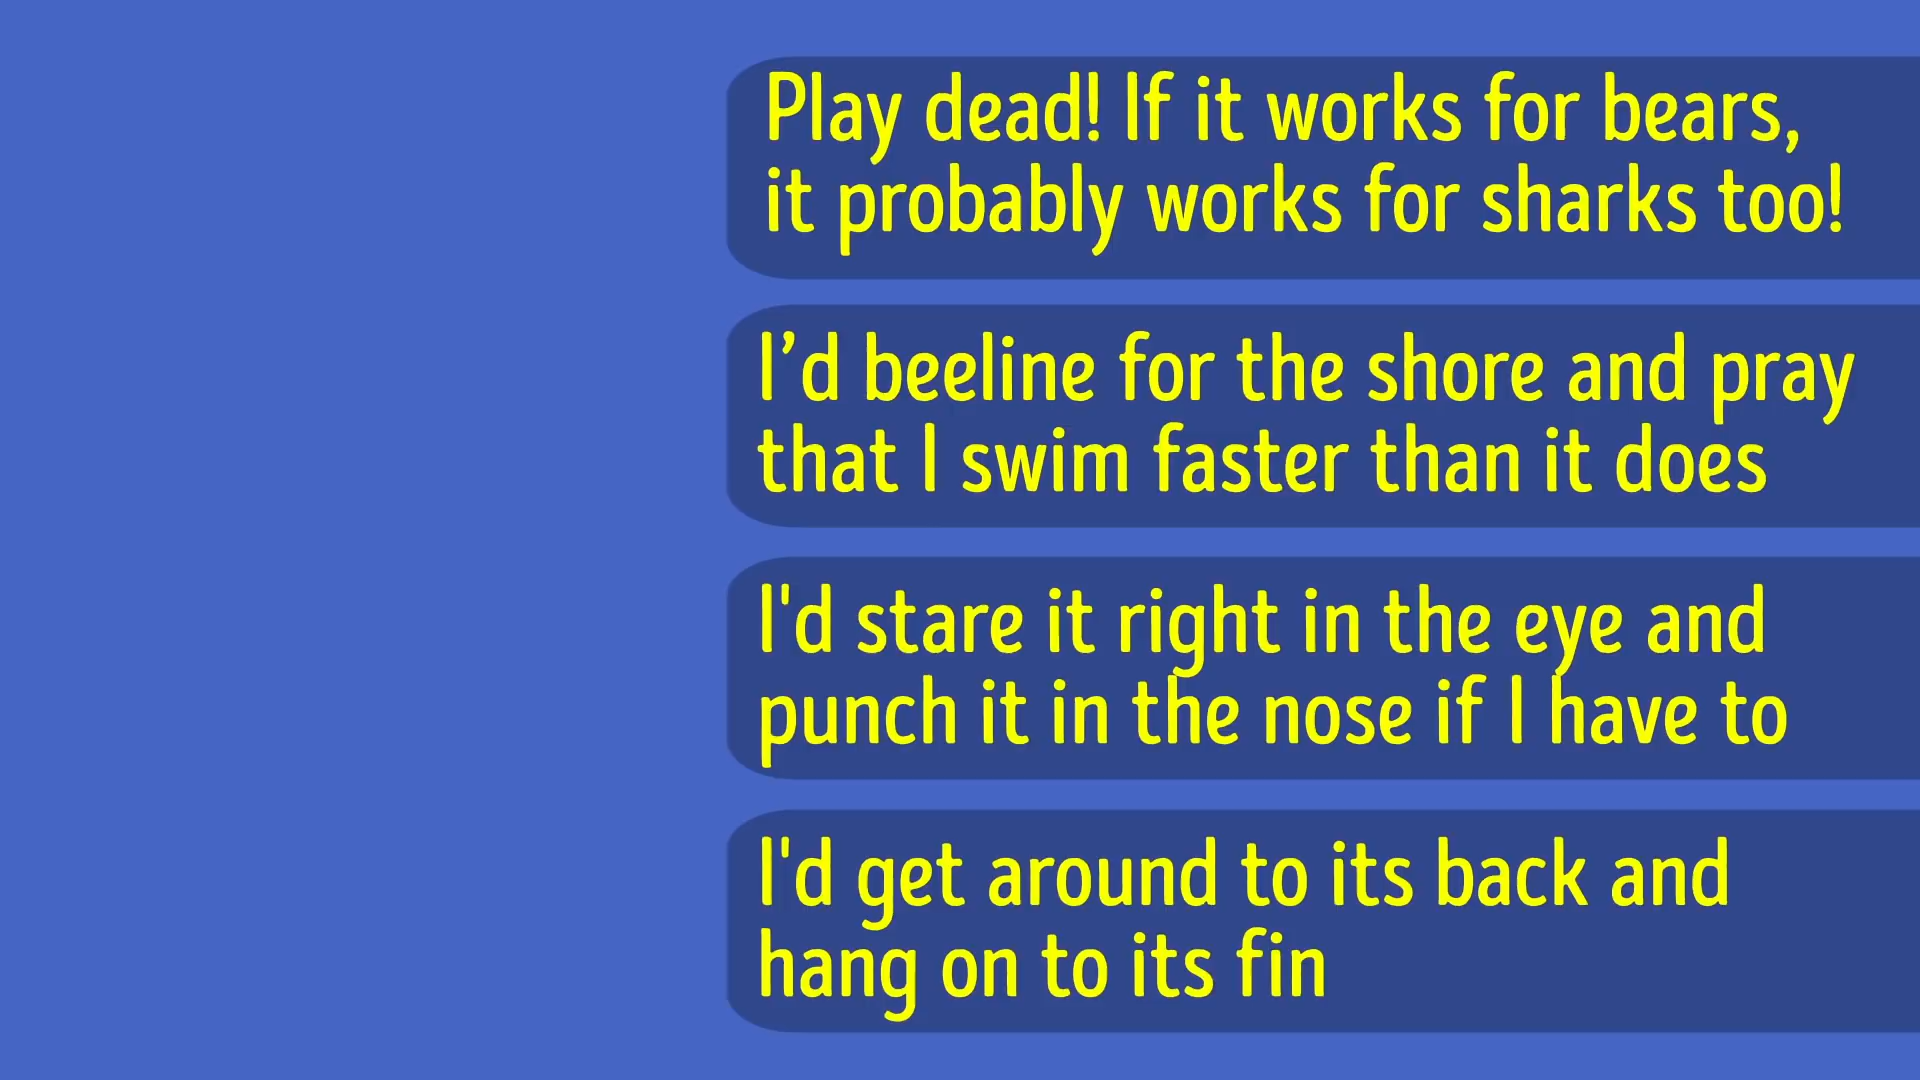 Play dead! If it works for bears,
it probably works for sharks too!
I’d beeline for the shore and pray
that I swim faster than it does
I'd stare it right in the eye and
punch it in the nose if I have to
I'd get around to its back and
hang on to its fin